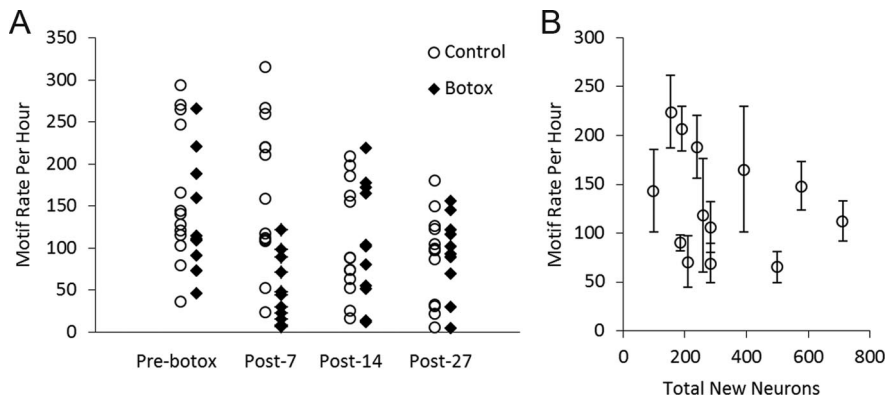 A
Motif Rate Per Hour
350
300
250
200
150
100
50
0
Control
Botox
Pre-botox Post-7 Post-14 Post-27
B
Motif Rate Per Hour
300
250
200
150
100
50
0
0 200 400 600 800
Total New Neurons